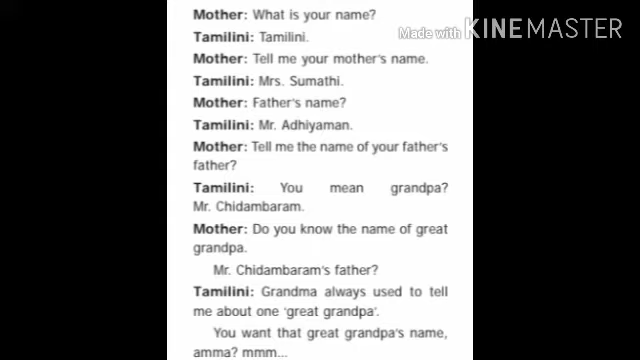 Mother: What is your name?
Made with KINEMASTER
Tamilini: Tamilini.
Mother: Tell me your mother's name.
Tamilini: Mrs. Sumathi.
Mother: Father's name?
Tamilini: Mr. Adhiyaman.
Mother: Tell me the name of your father's
father?
Tamilini: You mean grandpa?
Mr. Chidambaram.
Mother: Do you know the name of great
grandpa.
Mr. Chidambaram's father?
Tamilini: Grandma always used to tell
me about one 'great grandpa'.
You want that great grandpa's name,
amma? mmm...